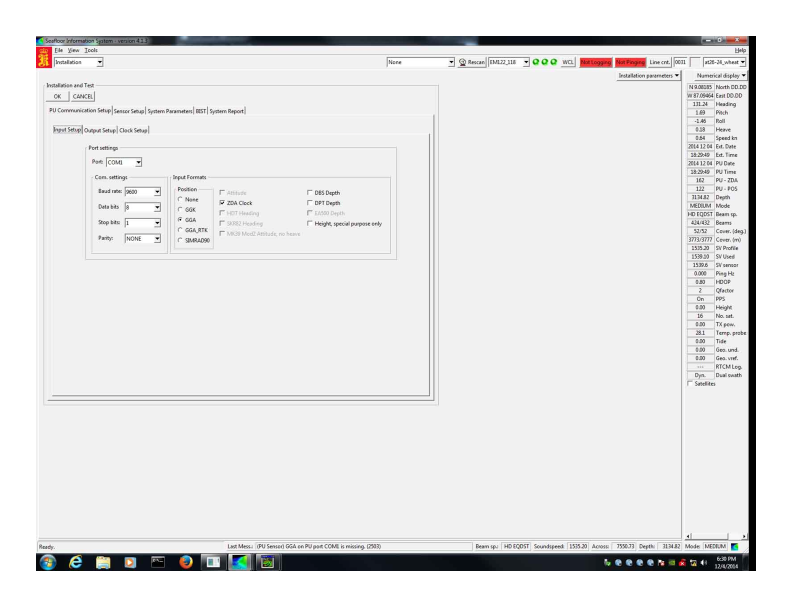 Seafloor Information System - version 4.1.3
File View Tools Help
Installation None Rescan EM122_118 WCL Not Logging Not Pinging Line cnt. 0031 at26-24_wheat
Installation parameters Numerical display
Installation and Test
OK CANCEL
PU Communication Setup Sensor Setup System Parameters BIST System Report
Input Setup Output Setup Clock Setup
Port settings
Port: COM1
Com. settings
Baud rate: 9600
Data bits 8
Stop bits: 1
Parity: NONE
Input Formats
Position
None
GGK
GGA
GGA_RTK
SIMRAD90
Attitude
ZDA Clock
HDT Heading
SKR82 Heading
MK39 Mod2 Attitude, no heave
DBS Depth
DPT Depth
EA500 Depth
Height, special purpose only
N 9.08185 North DD.DD
W 87.09464 East DD.DD
131.24 Heading
1.89 Pitch
-1.46 Roll
0.18 Heave
0.64 Speed kn
2014 12 04 Ext. Date
18:29:49 Ext. Time
2014 12 04 PU Date
18:29:49 PU Time
162 PU - ZDA
122 PU - POS
3134.82 Depth
MEDIUM Mode
HD EQDST Beam sp.
424/432 Beams
52/52 Cover. (deg.)
3773/3777 Cover. (m)
1535.20 SV Profile
1539.10 SV Used
1539.6 SV sensor
0.000 Ping Hz
0.80 HDOP
2 Qfactor
On PPS
0.00 Height
16 No. sat.
0.00 TX pow.
28.1 Temp. probe
0.00 Tide
0.00 Geo. und.
0.00 Geo. vref.
--- RTCM Log.
Dyn. Dual swath
Satellites
Ready. Last Mess.: (PU Sensor) GGA on PU port COM1 is missing. (2503) Beam sp.: HD EQDST Soundspeed: 1535.20 Across: 7550.73 Depth: 3134.82 Mode: MEDIUM
6:30 PM
12/4/2014